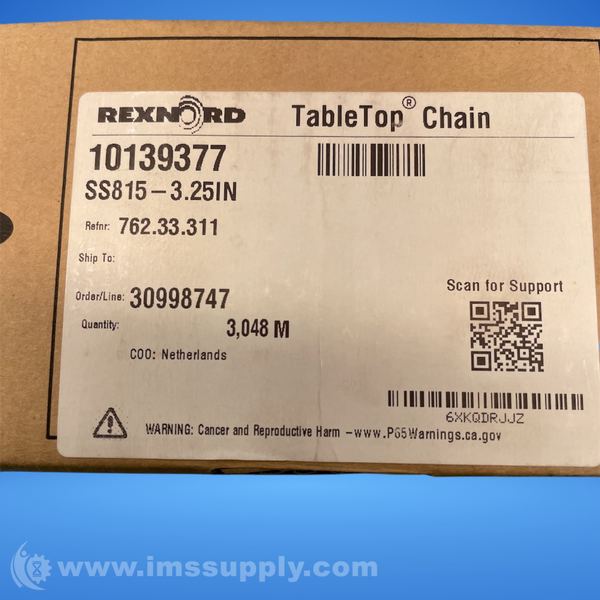 REXNORD TableTop® Chain
10139377
SS815-3.25IN
Refnr: 762.33.311
Ship To:
Order/Line: 30998747
Scan for Support
Quantity: 3,048 M
COO: Netherlands
6XKQDRJJZ
WARNING: Cancer and Reproductive Harm -www.P65Warnings.ca.gov
www.imssupply.com